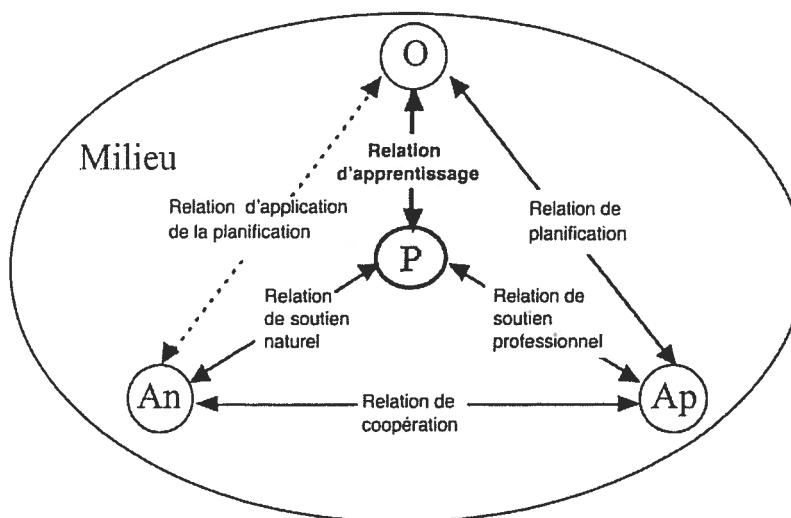 O
Milieu
Relation
d'apprentissage
Relation d'application
de la planification
Relation de
planification
P
Relation
de soutien
naturel
Relation de
soutien
professionnel
An
Relation de
coopération
Ap